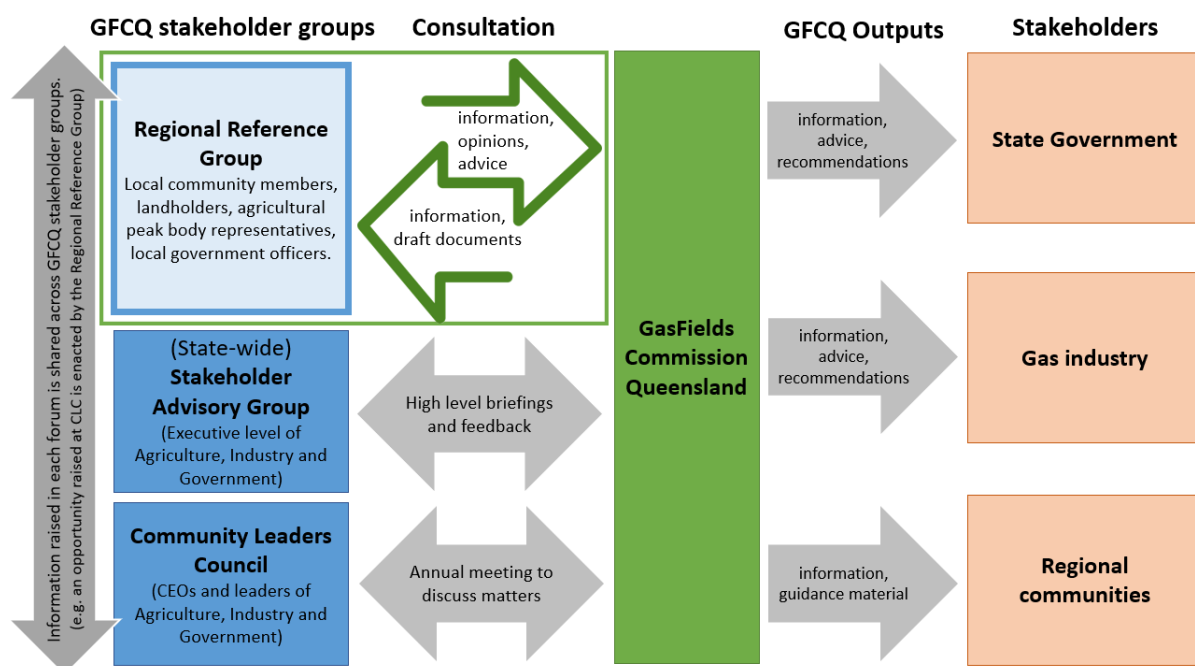 GFCQ stakeholder groups
Consultation
GFCQ Outputs
Stakeholders
Information raised in each forum is shared across GFCQ stakeholder groups.
(e.g. an opportunity raised at CLC is enacted by the Regional Reference Group)
Regional Reference
Group
Local community members,
landholders, agricultural
peak body representatives,
local government officers.
information,
opinions,
advice
information,
draft documents
(State-wide)
Stakeholder
Advisory Group
(Executive level of
Agriculture, Industry and
Government)
High level briefings
and feedback
Community Leaders
Council
(CEOs and leaders of
Agriculture, Industry and
Government)
Annual meeting to
discuss matters
GasFields
Commission
Queensland
information,
advice,
recommendations
State Government
information,
advice,
recommendations
Gas industry
information,
guidance material
Regional
communities